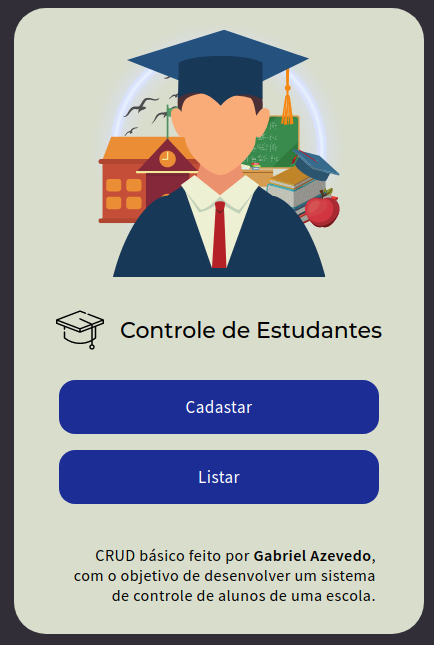 Controle de Estudantes
Cadastar
Listar
CRUD básico feito por Gabriel Azevedo,
com o objetivo de desenvolver um sistema
de controle de alunos de uma escola.